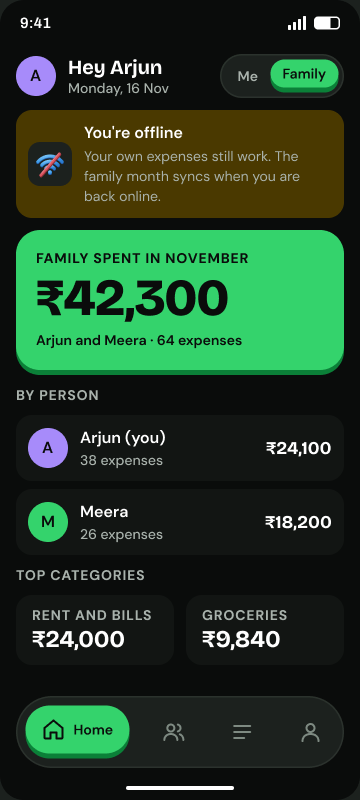 9:41
A
Hey Arjun
Monday, 16 Nov
Me
Family
You're offline
Your own expenses still work. The
family month syncs when you are
back online.
FAMILY SPENT IN NOVEMBER
₹42,300
Arjun and Meera · 64 expenses
BY PERSON
A
Arjun (you)
38 expenses
₹24,100
M
Meera
26 expenses
₹18,200
TOP CATEGORIES
RENT AND BILLS
₹24,000
GROCERIES
₹9,840
Home